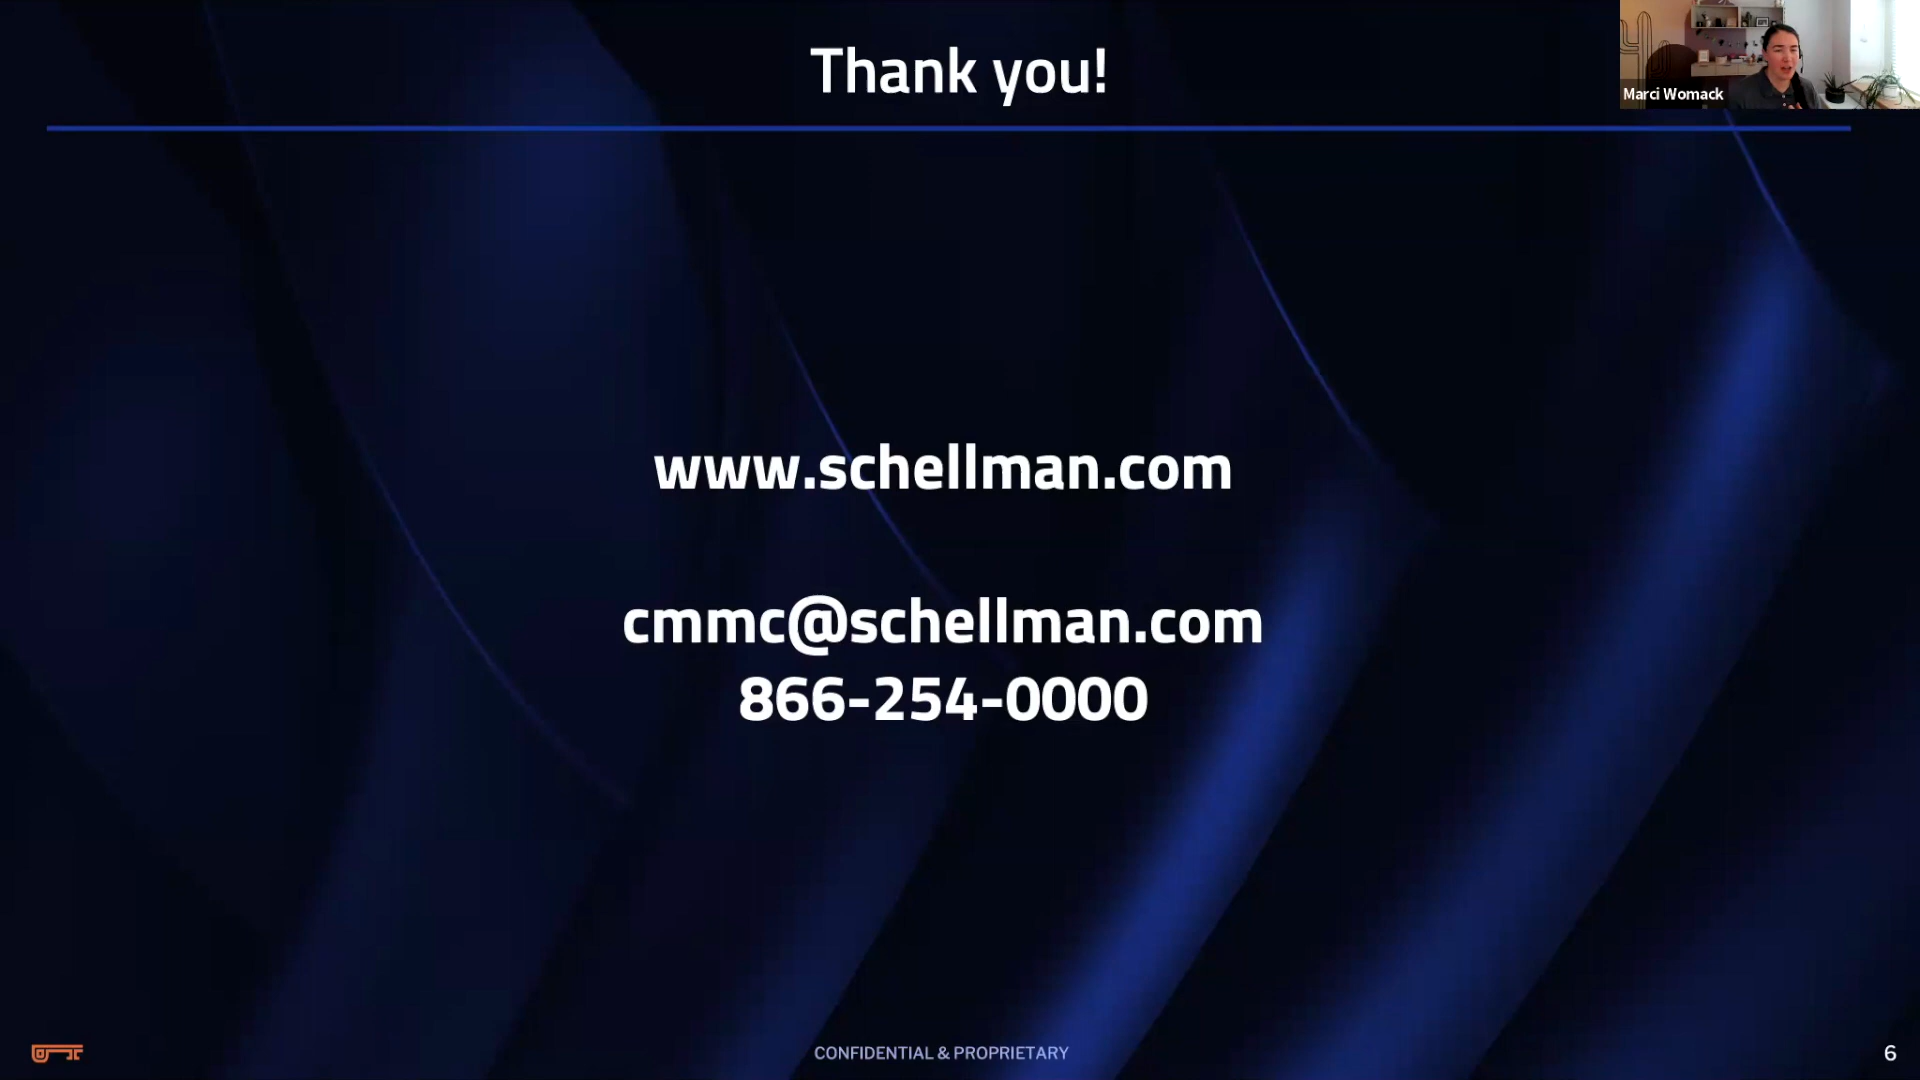 Thank you!
Marci Womack
www.schellman.com
cmmc@schellman.com
866-254-0000
CONFIDENTIAL & PROPRIETARY
6